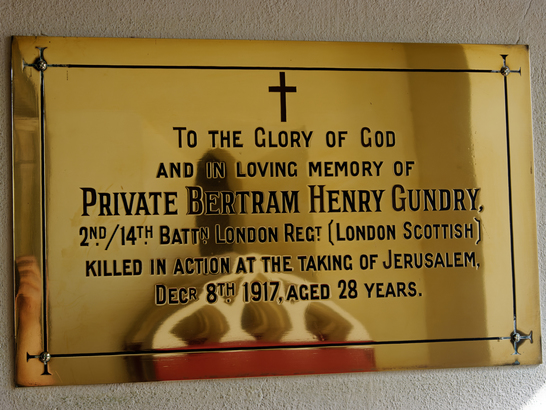 To the Glory of God
and in loving memory of
Private Bertram Henry Gundry,
2ND/14TH Battn London Regt (London Scottish)
killed in action at the taking of Jerusalem,
Decr 8TH 1917, aged 28 years.